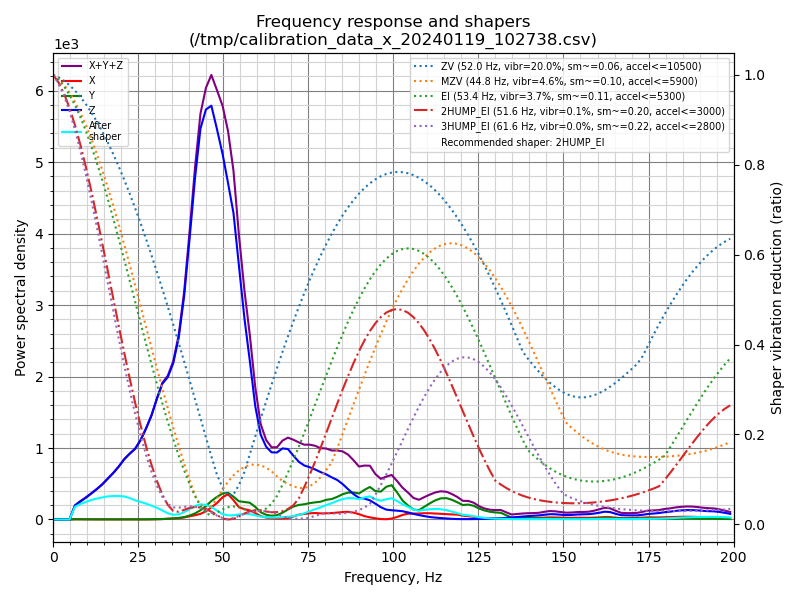 Frequency response and shapers
(/tmp/calibration_data_x_20240119_102738.csv)
1e3
X+Y+Z
X
Y
Z
After
shaper
ZV (52.0 Hz, vibr=20.0%, sm~=0.06, accel<=10500)
MZV (44.8 Hz, vibr=4.6%, sm~=0.10, accel<=5900)
EI (53.4 Hz, vibr=3.7%, sm~=0.11, accel<=5300)
2HUMP_EI (51.6 Hz, vibr=0.1%, sm~=0.20, accel<=3000)
3HUMP_EI (61.6 Hz, vibr=0.0%, sm~=0.22, accel<=2800)
Recommended shaper: 2HUMP_EI
Power spectral density
6
5
4
3
2
1
0
1.0
0.8
0.6
0.4
0.2
0.0
Shaper vibration reduction (ratio)
0 25 50 75 100 125 150 175 200
Frequency, Hz